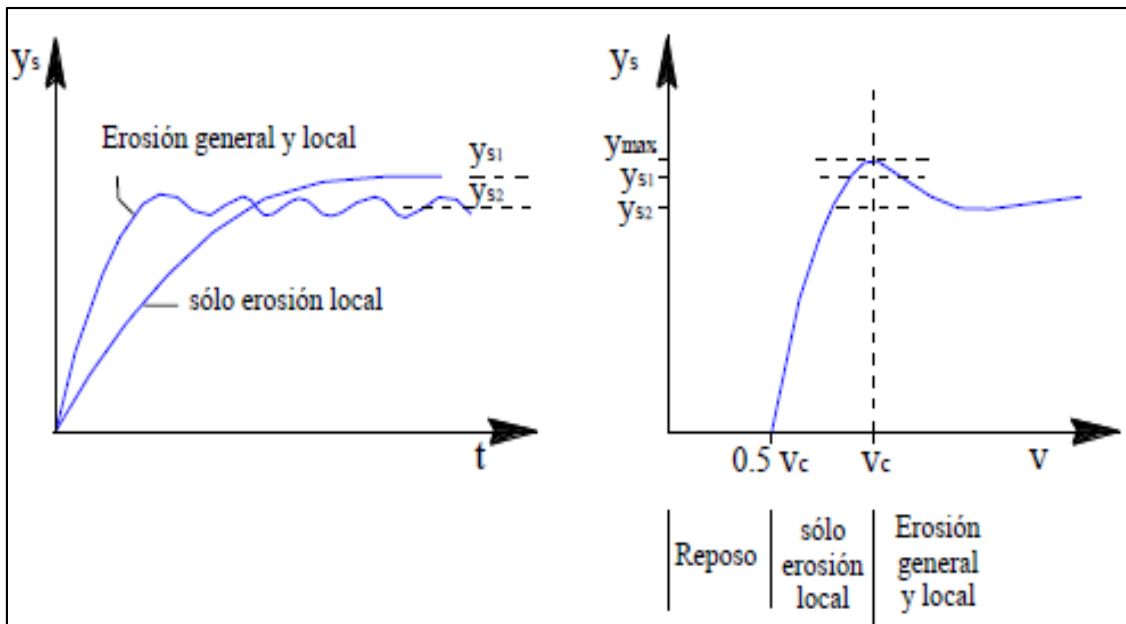 ys
Erosión general y local
ys1
ys2
sólo erosión local
t
ys
ymax
ys1
ys2
0.5 vc
vc
v
Reposo
sólo
erosión
local
Erosión
general
y local